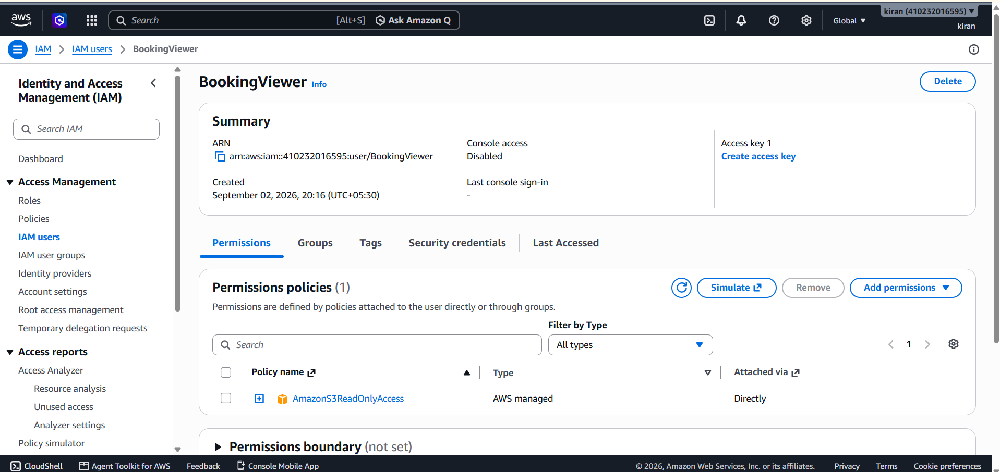 aws
Search [Alt+S] Ask Amazon Q
Global
kiran (410232016595)
kiran
IAM IAM users BookingViewer
Identity and Access
Management (IAM)
Search IAM
Dashboard
Access Management
Roles
Policies
IAM users
IAM user groups
Identity providers
Account settings
Root access management
Temporary delegation requests
Access reports
Access Analyzer
Resource analysis
Unused access
Analyzer settings
Policy simulator
BookingViewer Info
Delete
Summary
ARN
arn:aws:iam::410232016595:user/BookingViewer
Created
September 02, 2026, 20:16 (UTC+05:30)
Console access
Disabled
Last console sign-in
-
Access key 1
Create access key
Permissions Groups Tags Security credentials Last Accessed
Permissions policies (1)
Simulate Remove Add permissions
Permissions are defined by policies attached to the user directly or through groups.
Filter by Type
Search All types 1
Policy name Type Attached via
AmazonS3ReadOnlyAccess AWS managed Directly
Permissions boundary (not set)
CloudShell Agent Toolkit for AWS Feedback Console Mobile App © 2026, Amazon Web Services, Inc. or its affiliates. Privacy Terms Cookie preferences